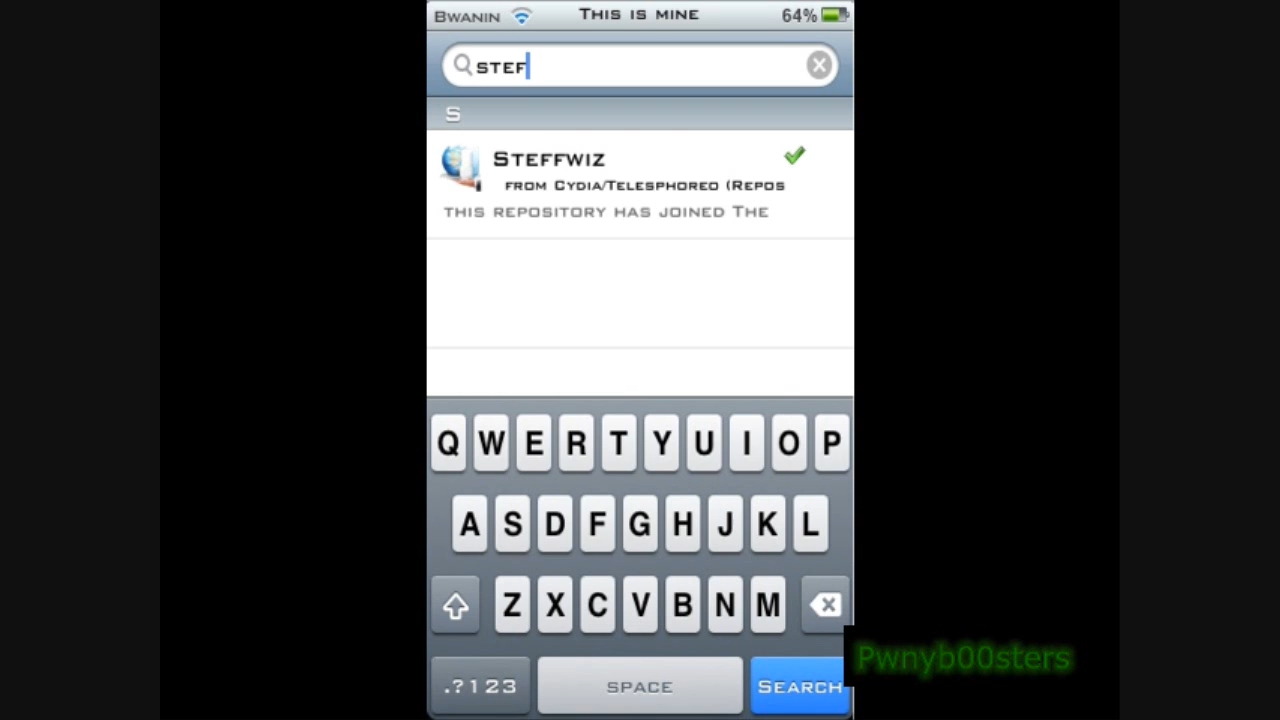 Bwanin This is mine 64%
stef
S
Steffwiz
from Cydia/Telesphoreo (Repos
this repository has joined The
Q W E R T Y U I O P
A S D F G H J K L
Z X C V B N M
Pwnyb00sters
.?123 space Search